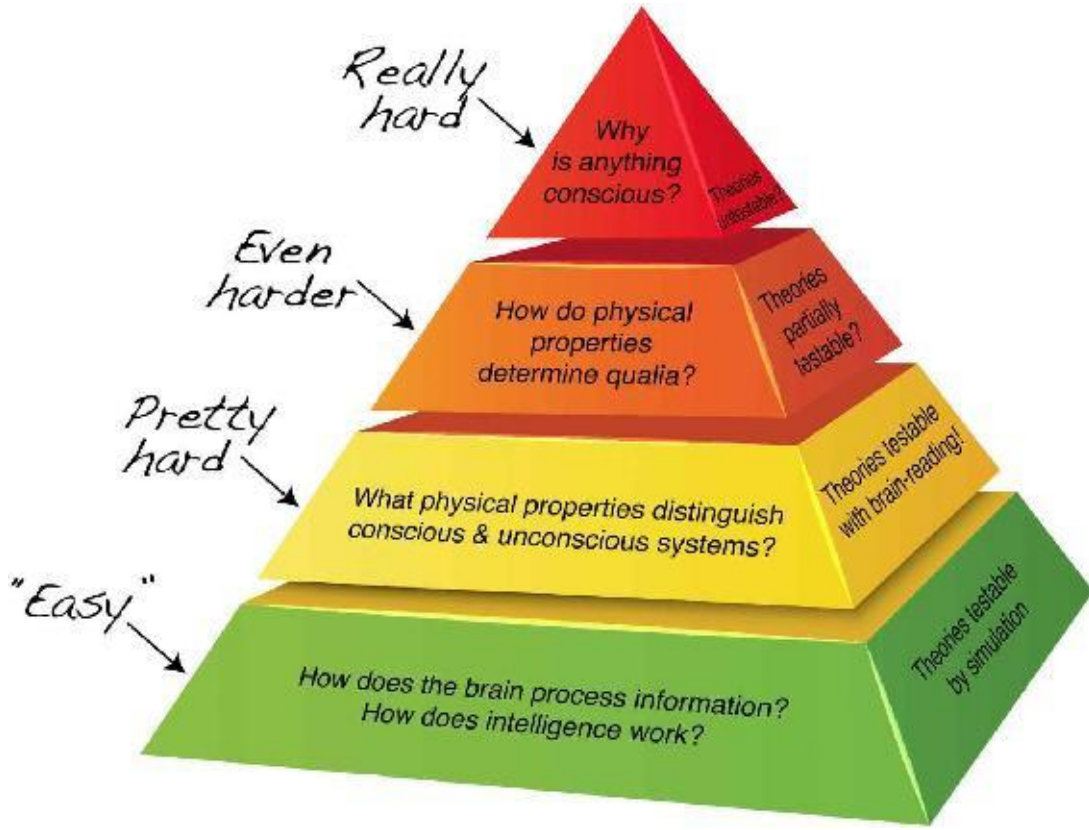 Really
hard
Why
is anything
conscious?
Theories
untestable?
Even
harder
How do physical
properties
determine qualia?
Theories
partially
testable?
Pretty
hard
What physical properties distinguish
conscious & unconscious systems?
Theories testable
with brain-reading!
"Easy"
How does the brain process information?
How does intelligence work?
Theories testable
by simulation